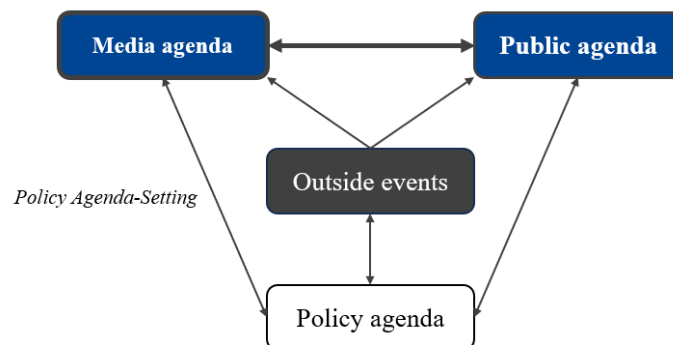 Media agenda
Public agenda
Outside events
Policy Agenda-Setting
Policy agenda